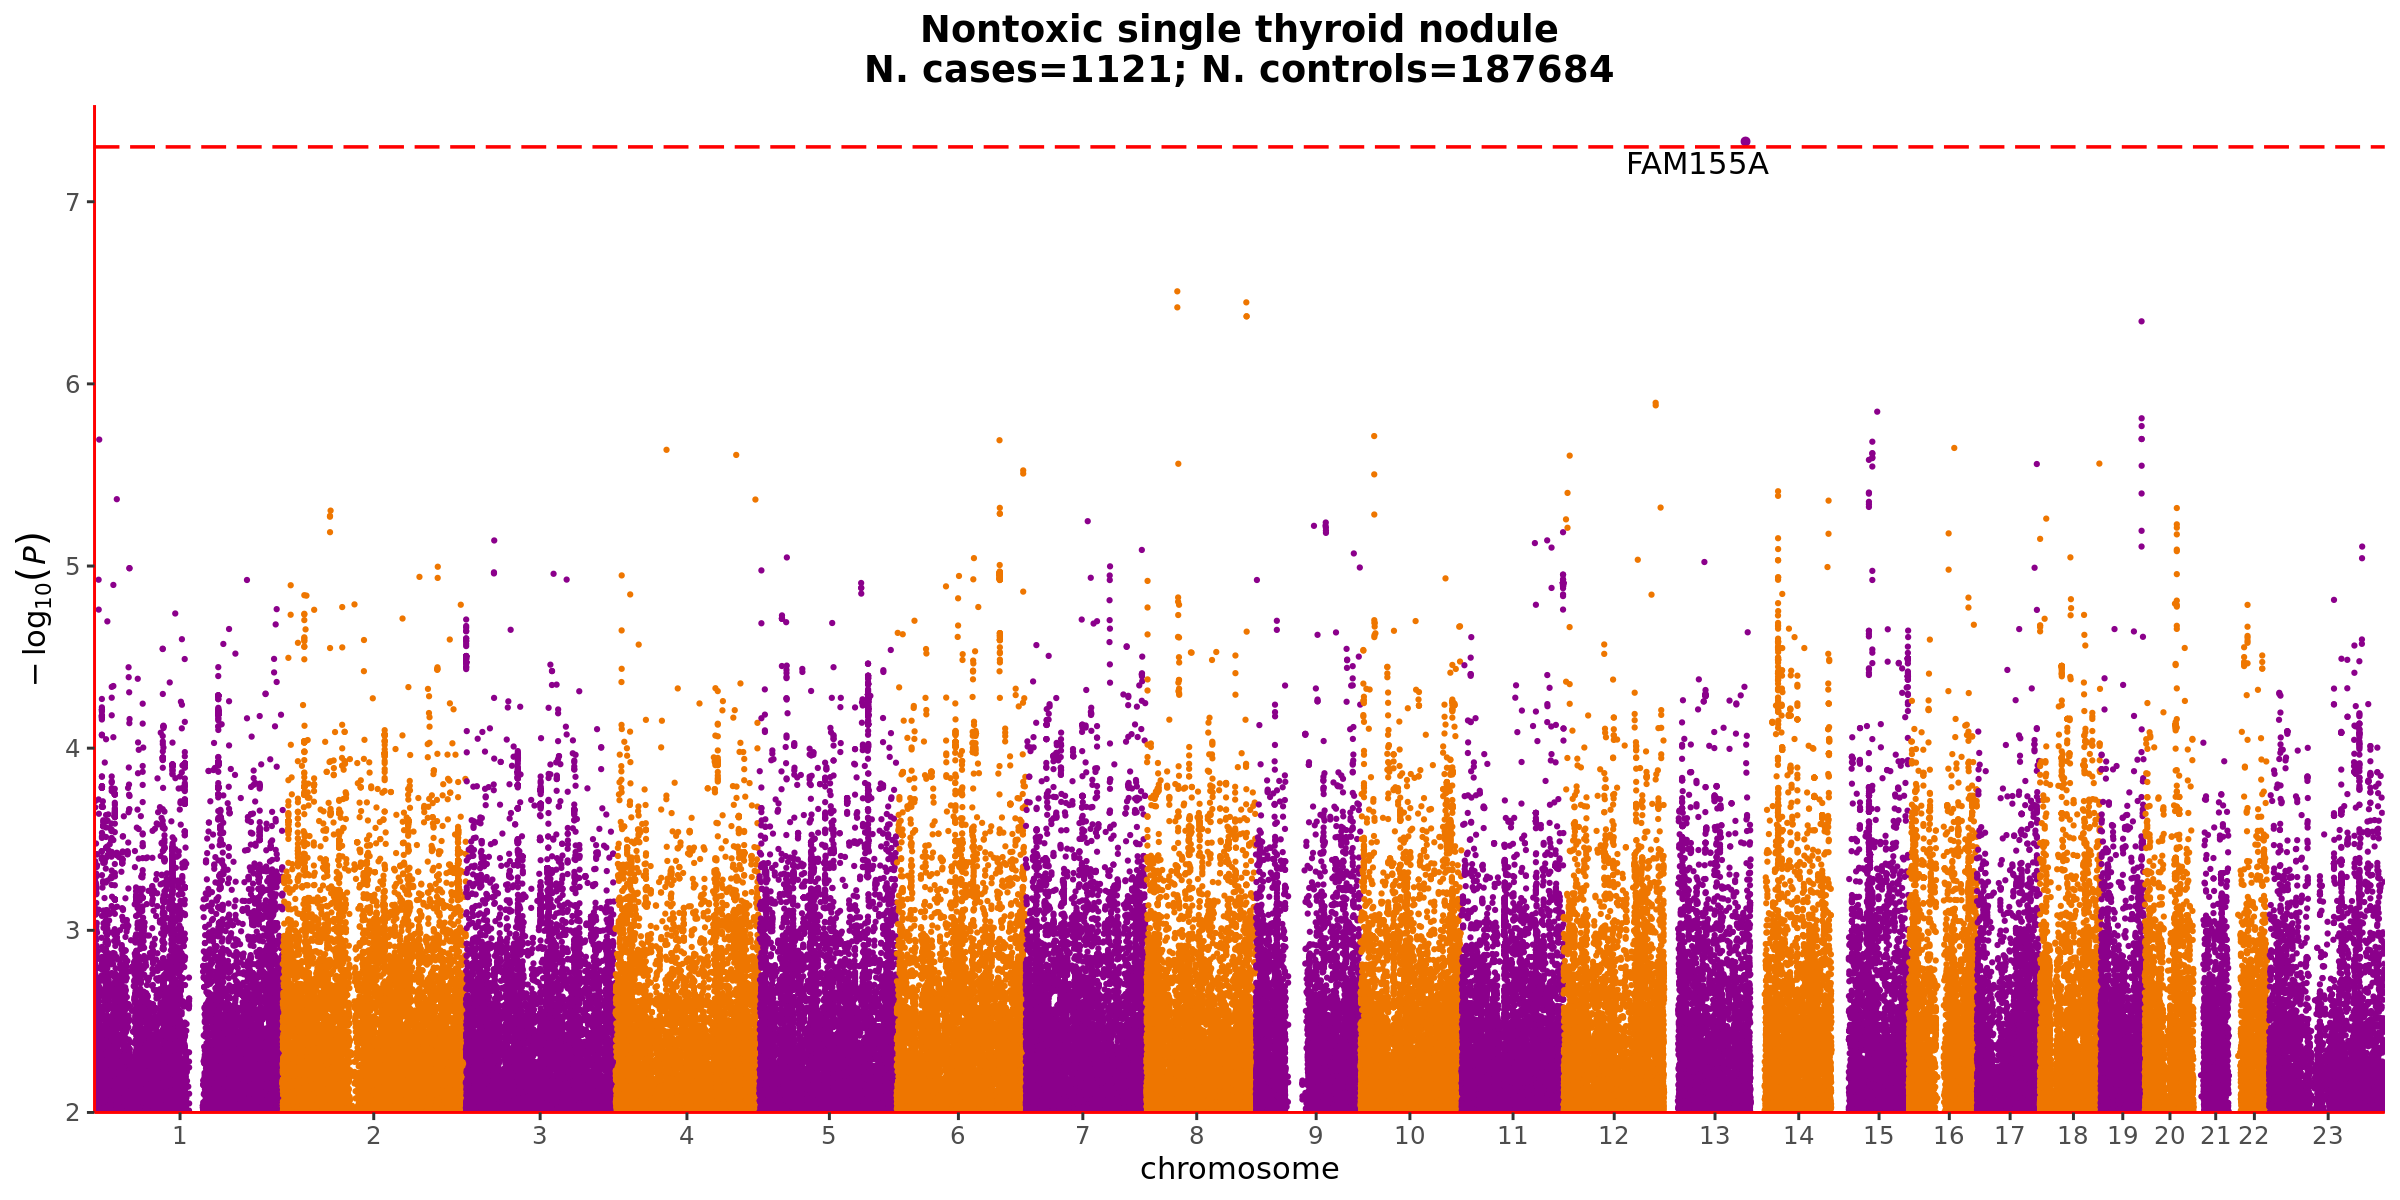 Nontoxic single thyroid nodule
N. cases=1121; N. controls=187684
FAM155A
7
6
5
4
3
2
− log10(P)
1 2 3 4 5 6 7 8 9 10 11 12 13 14 15 16 17 18 19 20 21 22 23
chromosome